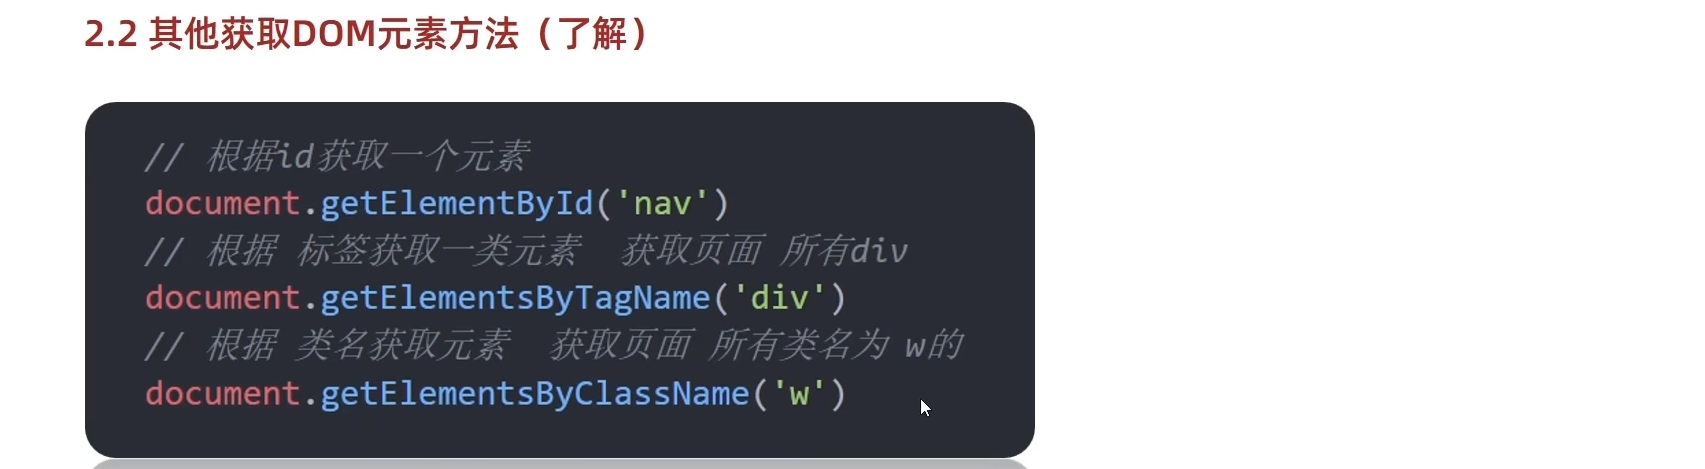 2.2 其他获取DOM元素方法（了解）
// 根据id获取一个元素
document.getElementById('nav')
// 根据 标签获取一类元素  获取页面 所有div
document.getElementsByTagName('div')
// 根据 类名获取元素  获取页面 所有类名为 w的
document.getElementsByClassName('w')